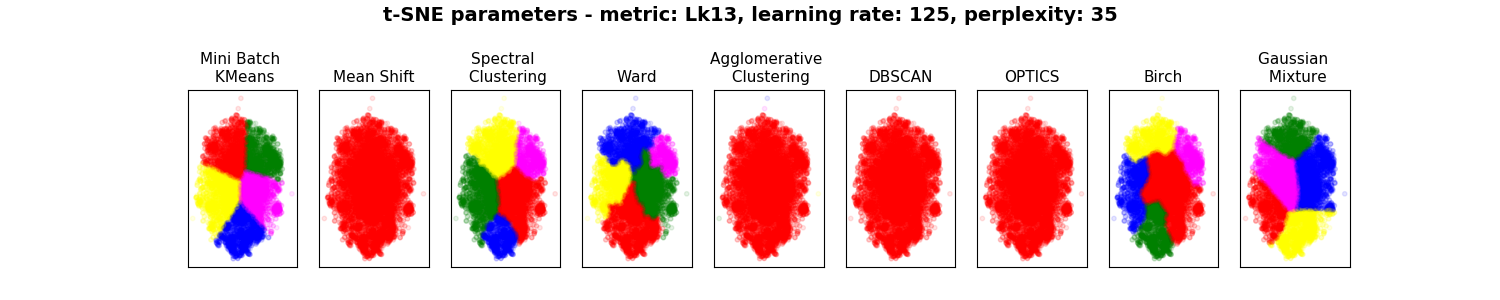 t-SNE parameters - metric: Lk13, learning rate: 125, perplexity: 35
Mini Batch
KMeans
Mean Shift
Spectral
Clustering
Ward
Agglomerative
Clustering
DBSCAN
OPTICS
Birch
Gaussian
Mixture